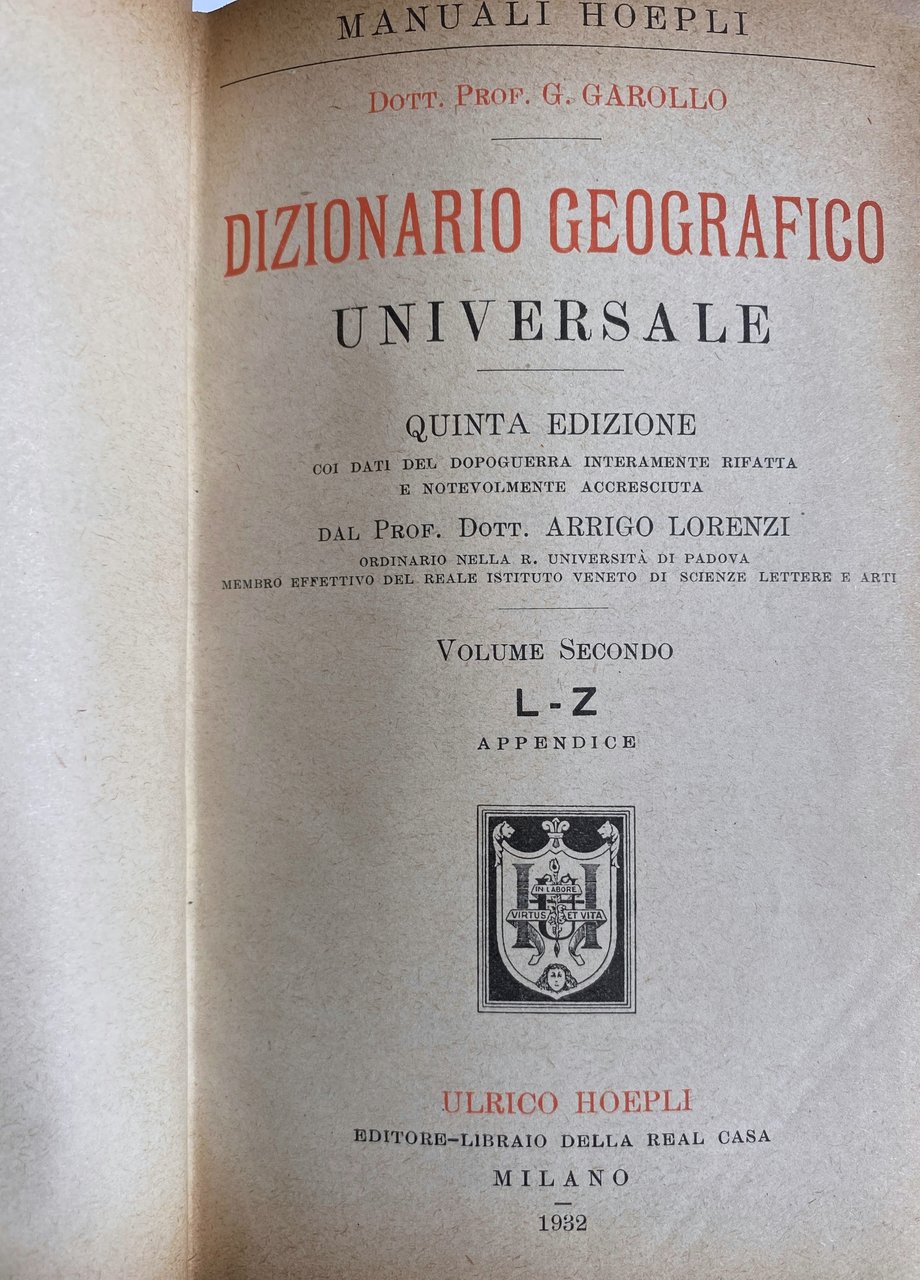 MANUALI HOEPLI
DOTT. PROF. G. GAROLLO
DIZIONARIO GEOGRAFICO
UNIVERSALE
QUINTA EDIZIONE
COI DATI DEL DOPOGUERRA INTERAMENTE RIFATTA
E NOTEVOLMENTE ACCRESCIUTA
DAL PROF. DOTT. ARRIGO LORENZI
ORDINARIO NELLA R. UNIVERSITÀ DI PADOVA
MEMBRO EFFETTIVO DEL REALE ISTITUTO VENETO DI SCIENZE LETTERE E ARTI
VOLUME SECONDO
L-Z
APPENDICE
IN LABORE
VIRTUS ET VITA
ULRICO HOEPLI
EDITORE-LIBRAIO DELLA REAL CASA
MILANO
1932